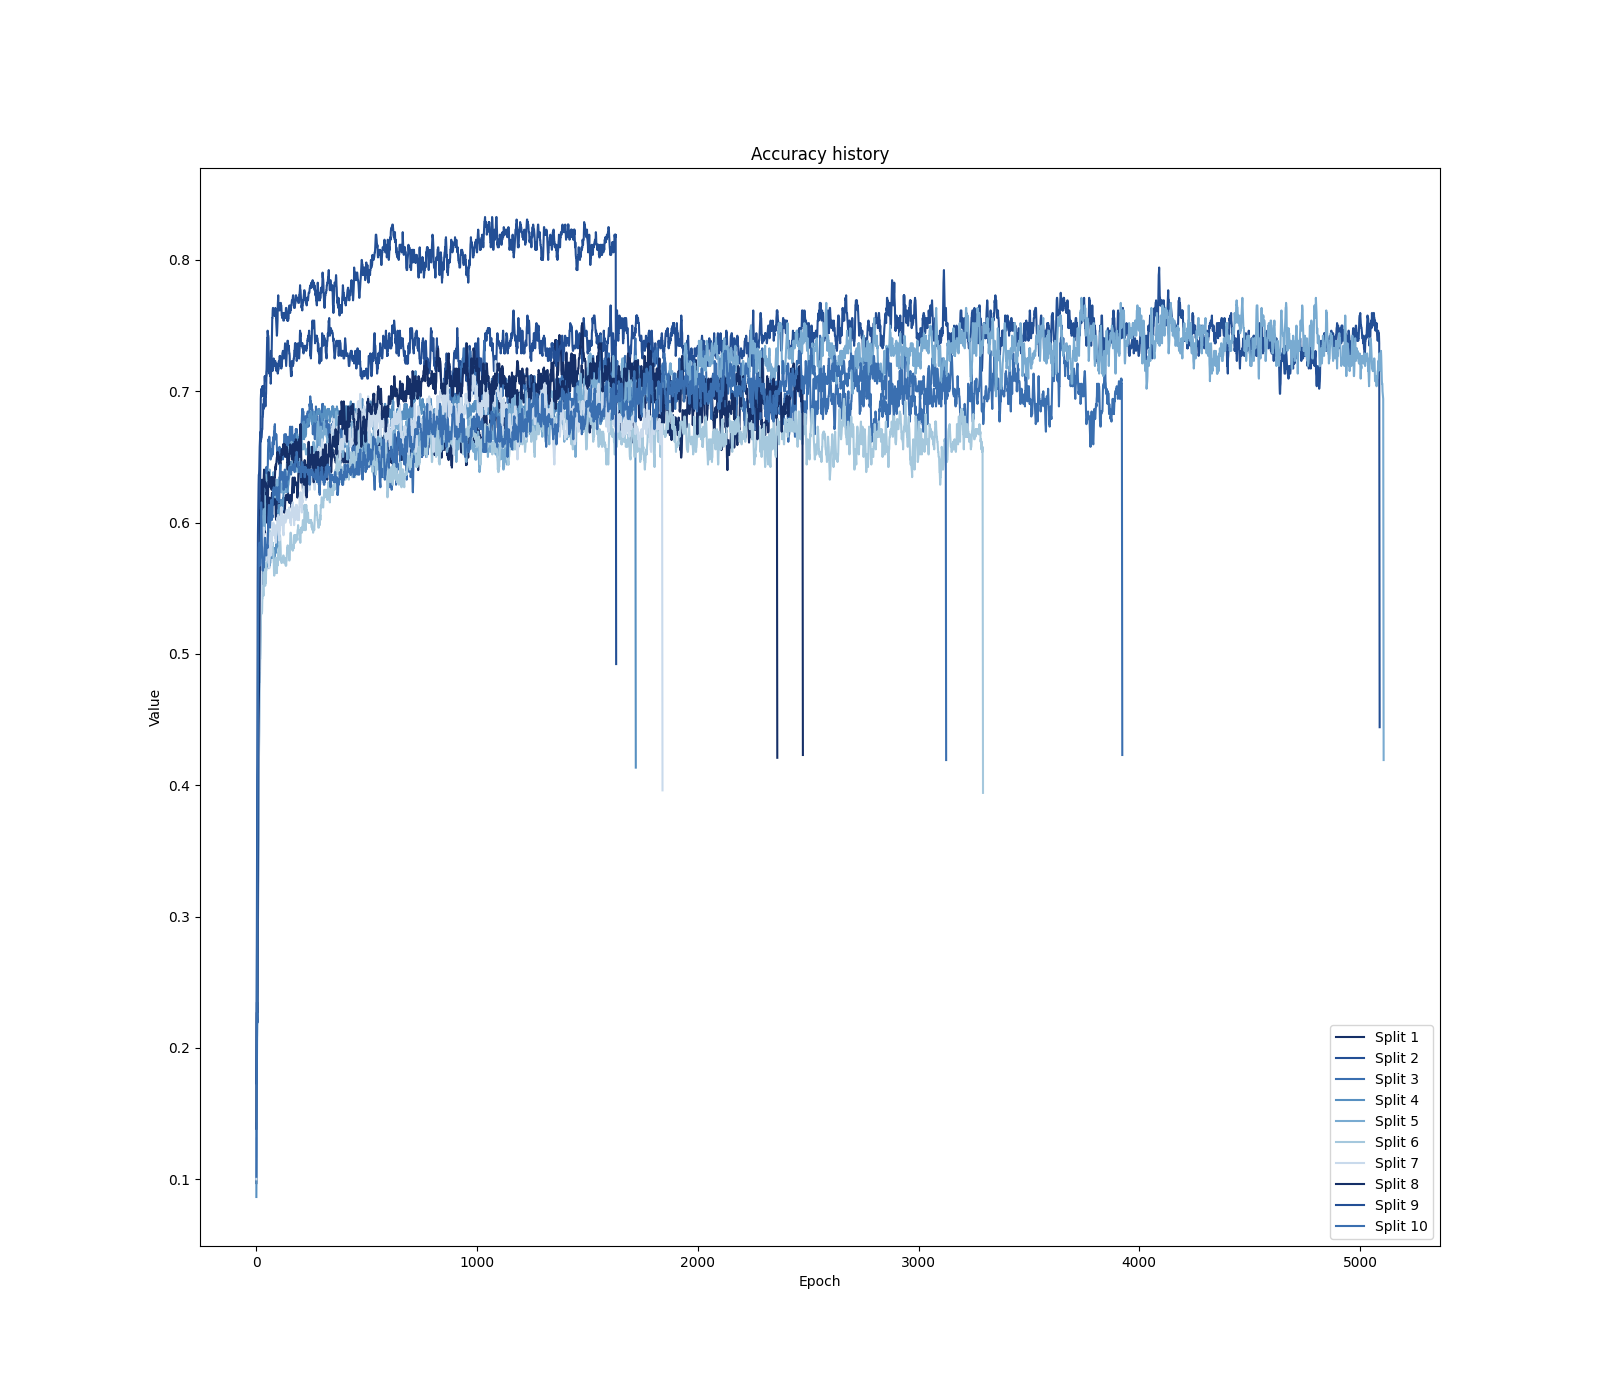 Accuracy history
0.8
0.7
0.6
0.5
0.4
0.3
0.2
0.1
Value
0 1000 2000 3000 4000 5000
Epoch
Split 1
Split 2
Split 3
Split 4
Split 5
Split 6
Split 7
Split 8
Split 9
Split 10